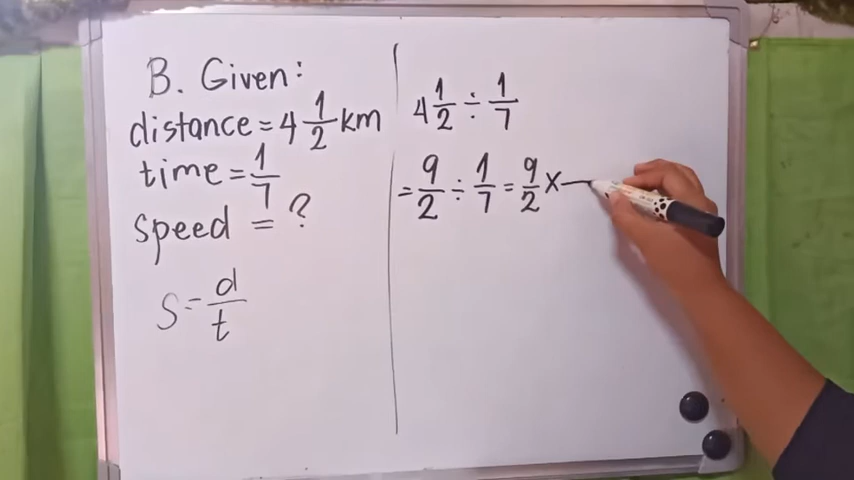 B. Given:
distance = 4 1/2 km
time = 1/7
speed = ?
S = d/t
4 1/2 ÷ 1/7
= 9/2 ÷ 1/7 = 9/2 x —